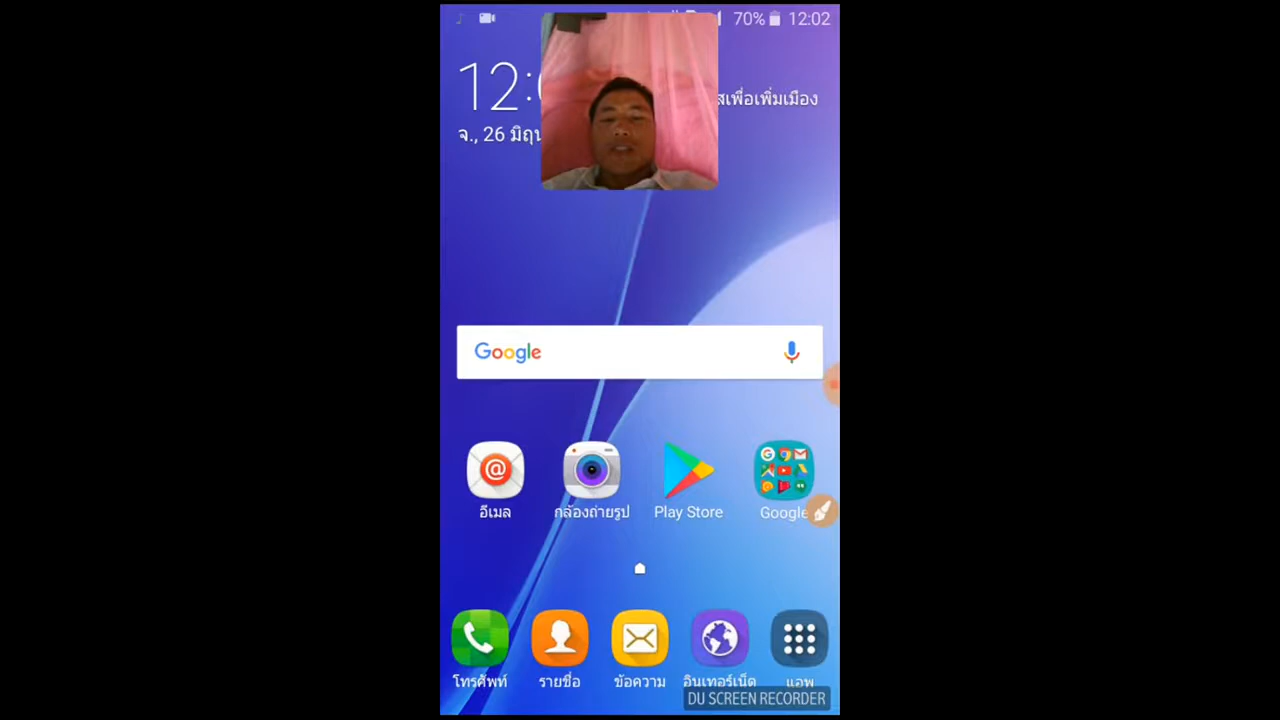 70% 12:02
12:
สเพื่อเพิ่มเมือง
จ., 26
Google
อีเมล
กล้องถ่ายรูป
Play Store
Google
โทรศัพท์
รายชื่อ
ข้อความ
อินเทอร์เน็ต
แอพ
DU SCREEN RECORDER